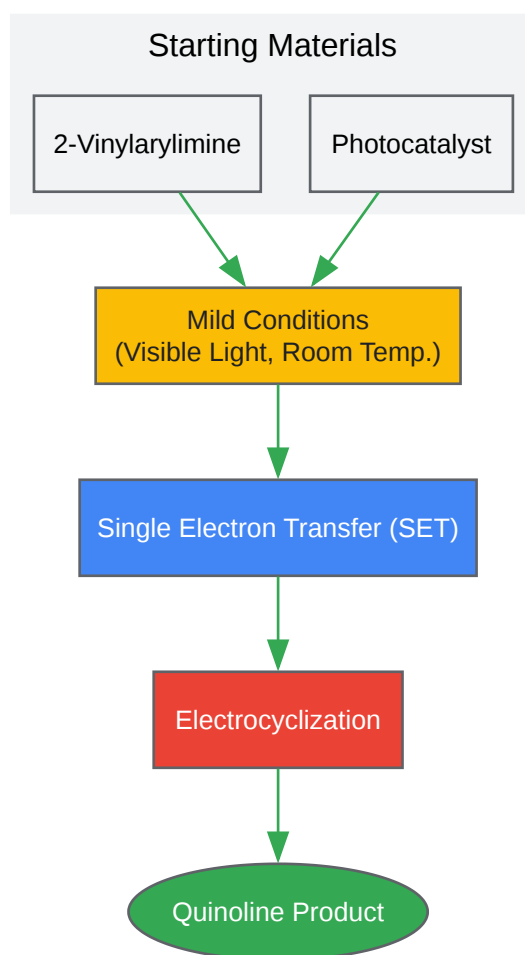 Starting Materials
2-Vinylarylimine
Photocatalyst
Mild Conditions
(Visible Light, Room Temp.)
Single Electron Transfer (SET)
Electrocyclization
Quinoline Product